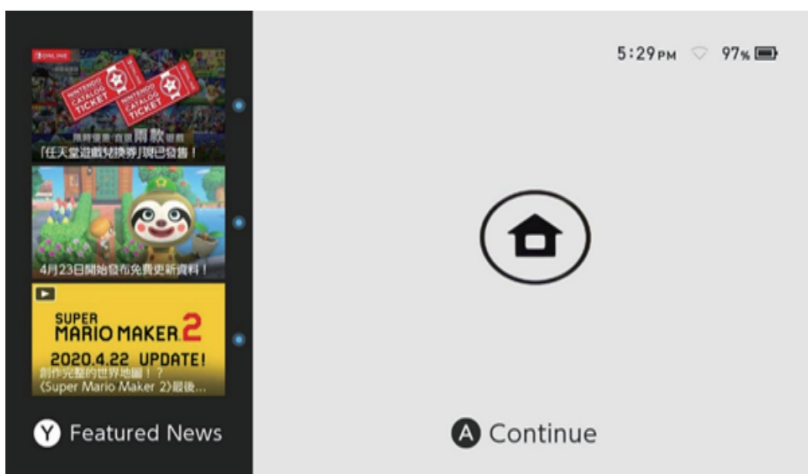 ONLINE
NINTENDO
CATALOG
TICKET
NINTENDO
CATALOG
TICKET
兩款
「任天堂遊戲兌換券」現已發售！
4月23日開始發布免費更新資料！
SUPER
MARIO MAKER 2
2020.4.22 UPDATE!
創作完整的世界地圖！？
《Super Mario Maker 2》最後...
Y Featured News
5:29 PM 97%
A Continue